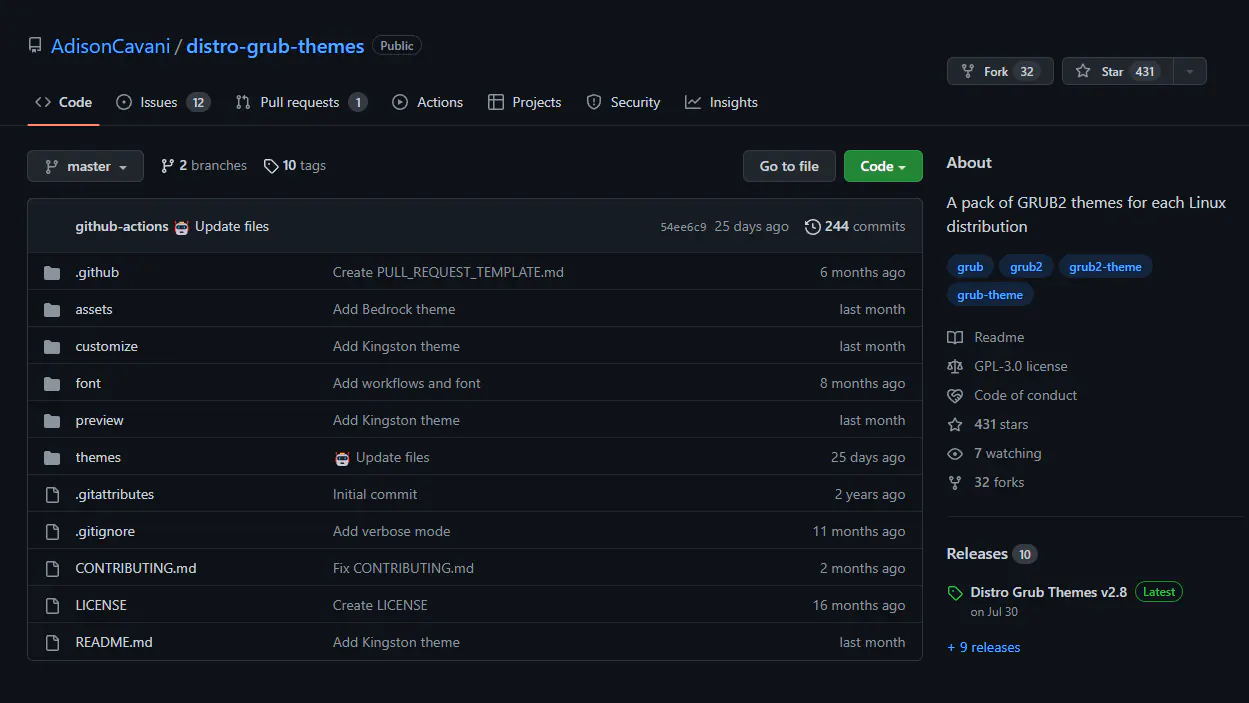 AdisonCavani / distro-grub-themes Public
Fork 32 Star 431
Code Issues 12 Pull requests 1 Actions Projects Security Insights
master 2 branches 10 tags Go to file Code
github-actions Update files 54ee6c9 25 days ago 244 commits
.github Create PULL_REQUEST_TEMPLATE.md 6 months ago
assets Add Bedrock theme last month
customize Add Kingston theme last month
font Add workflows and font 8 months ago
preview Add Kingston theme last month
themes Update files 25 days ago
.gitattributes Initial commit 2 years ago
.gitignore Add verbose mode 11 months ago
CONTRIBUTING.md Fix CONTRIBUTING.md 2 months ago
LICENSE Create LICENSE 16 months ago
README.md Add Kingston theme last month
About
A pack of GRUB2 themes for each Linux
distribution
grub grub2 grub2-theme
grub-theme
Readme
GPL-3.0 license
Code of conduct
431 stars
7 watching
32 forks
Releases 10
Distro Grub Themes v2.8 Latest
on Jul 30
+ 9 releases